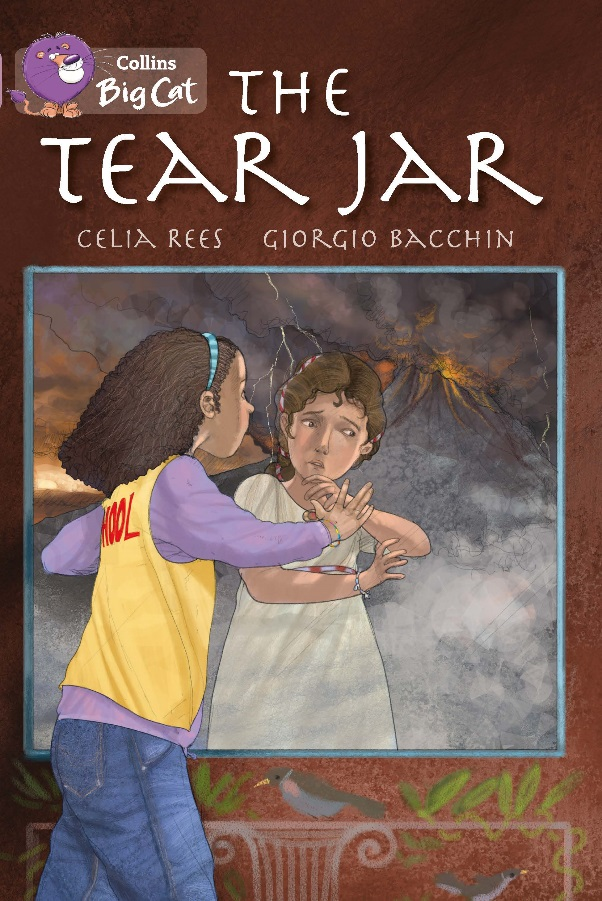 Collins
Big Cat
THE
TEAR JAR
CELIA REES GIORGIO BACCHIN
HOOL